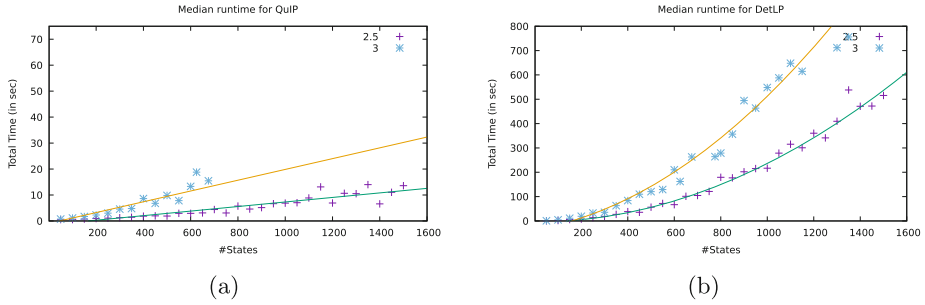 Median runtime for QuIP
2.5
3
Total Time (in sec)
70
60
50
40
30
20
10
0
200 400 600 800 1000 1200 1400 1600
#States
(a)
Median runtime for DetLP
2.5
3
Total Time (in sec)
800
700
600
500
400
300
200
100
0
0 200 400 600 800 1000 1200 1400 1600
#States
(b)